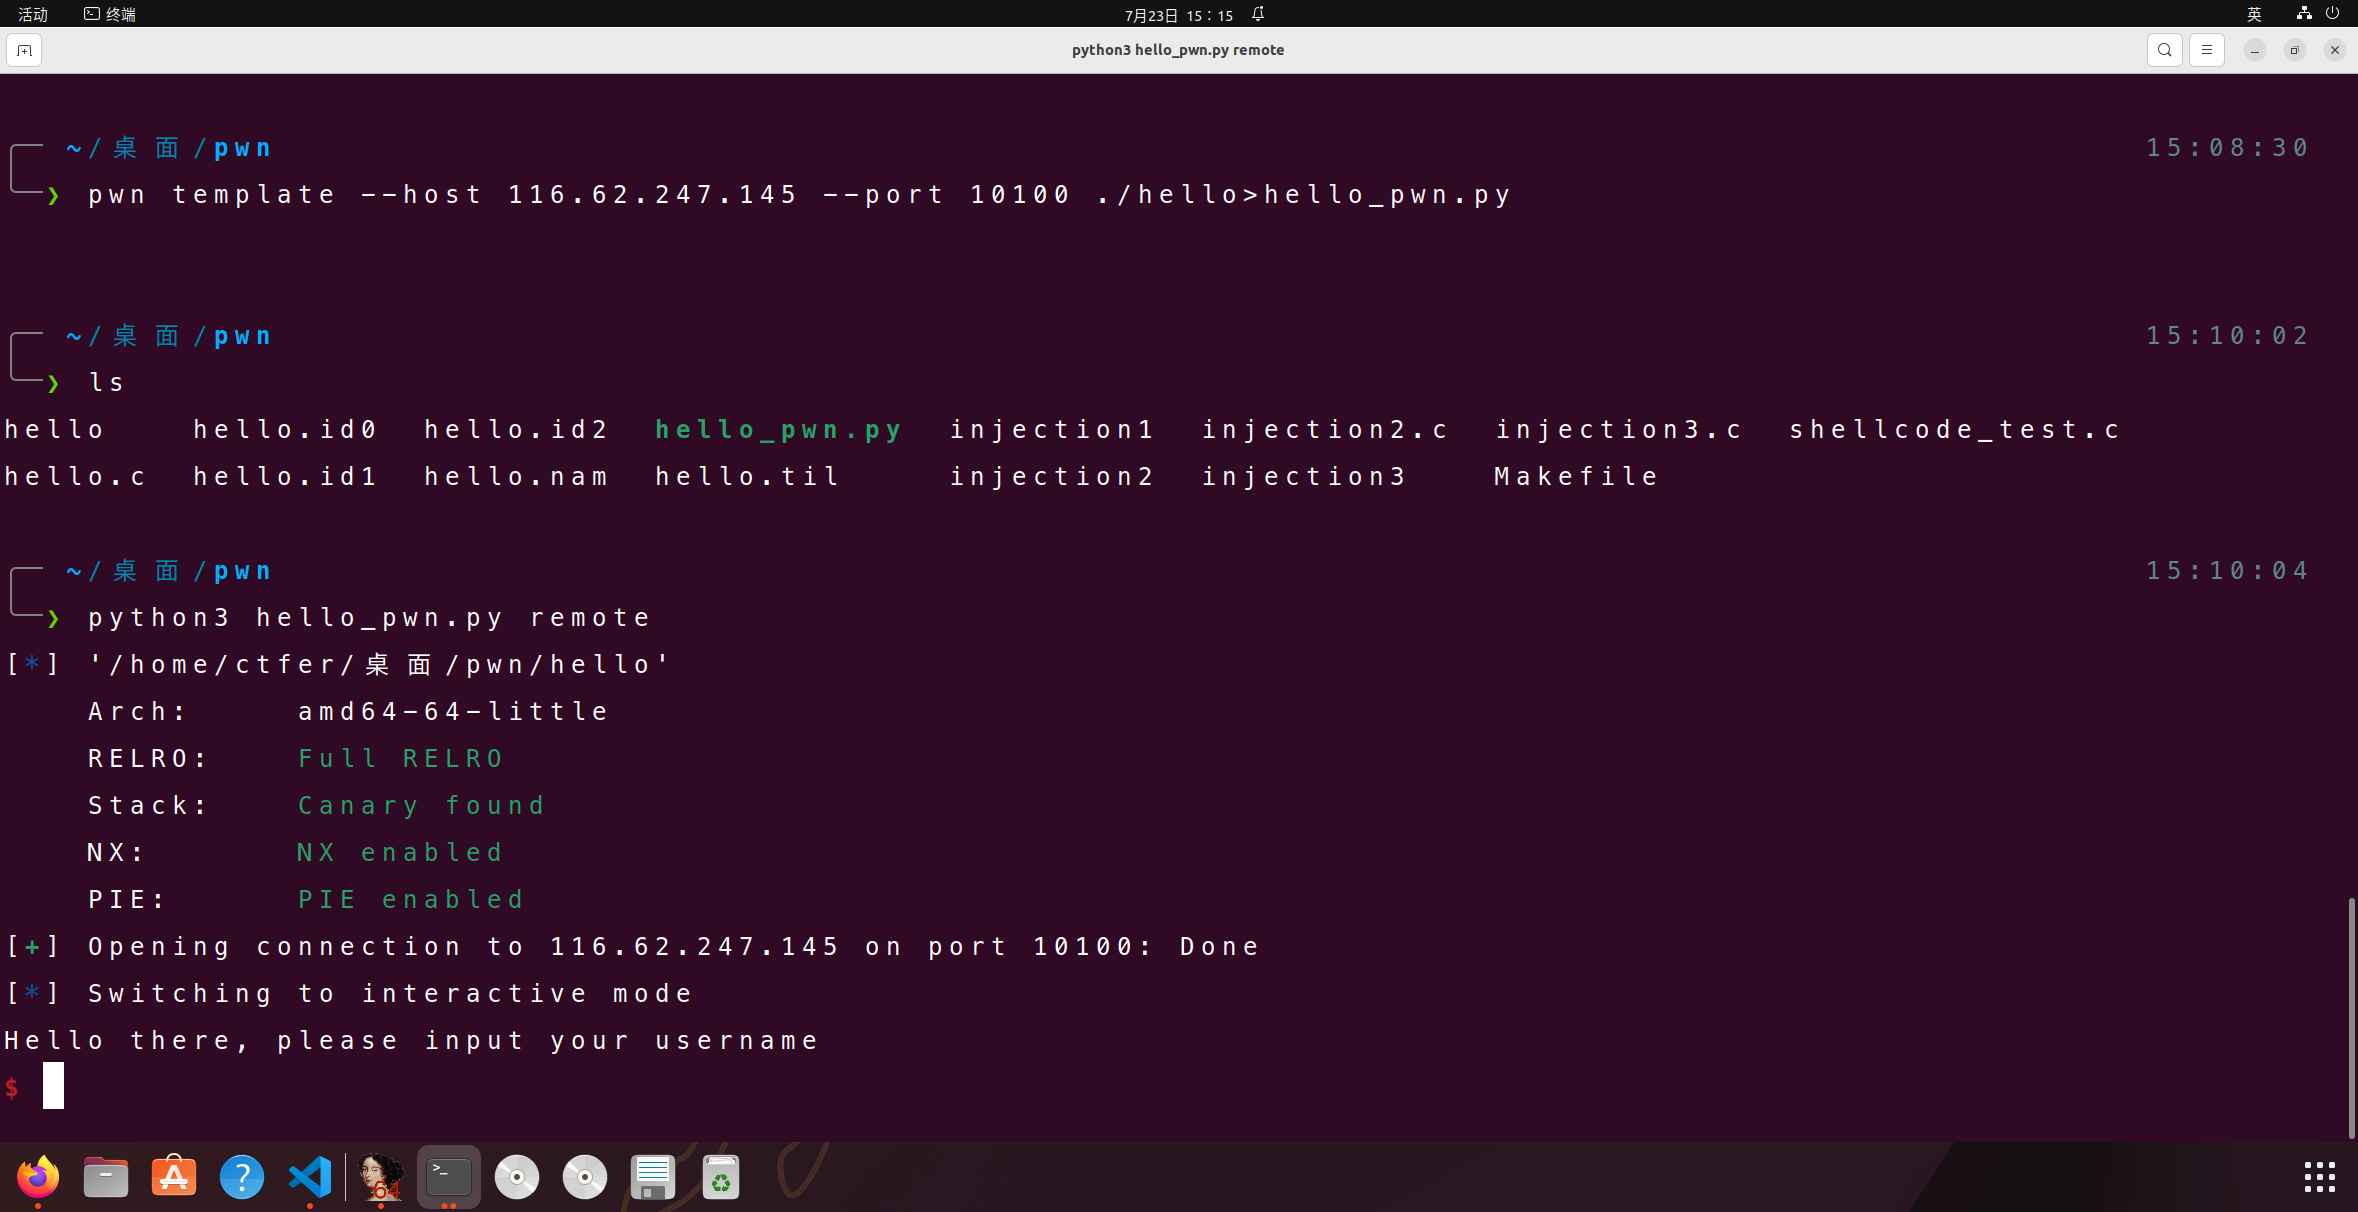 活动 终端 7月23日 15:15 英
python3 hello_pwn.py remote
~/桌面/pwn 15:08:30
❯ pwn template --host 116.62.247.145 --port 10100 ./hello>hello_pwn.py
~/桌面/pwn 15:10:02
❯ ls
hello hello.id0 hello.id2 hello_pwn.py injection1 injection2.c injection3.c shellcode_test.c
hello.c hello.id1 hello.nam hello.til injection2 injection3 Makefile
~/桌面/pwn 15:10:04
❯ python3 hello_pwn.py remote
[*] '/home/ctfer/桌面/pwn/hello'
Arch: amd64-64-little
RELRO: Full RELRO
Stack: Canary found
NX: NX enabled
PIE: PIE enabled
[+] Opening connection to 116.62.247.145 on port 10100: Done
[*] Switching to interactive mode
Hello there, please input your username
$
64